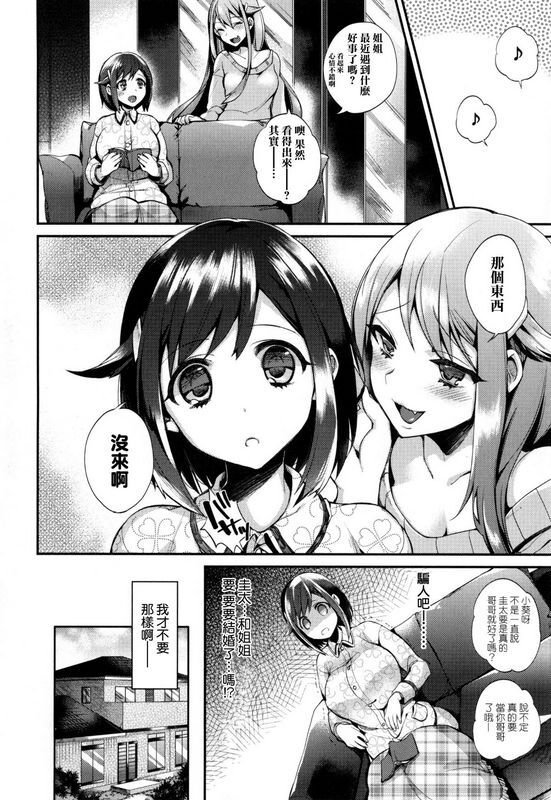 ♪
♪
姐姐
最近遇到什麼
好事了嗎?
看起來
心情不錯啊
噢 果然
看得出來——?
其實——…
那個東西
沒來啊
小葵呀
不是一直說
圭太要是真的
哥哥就好了嗎?
說不定
真的要
當你哥哥
了哦—
騙人吧—……
圭太…和姐姐
要…要結婚了…嗎!?
我才不要
那樣啊——